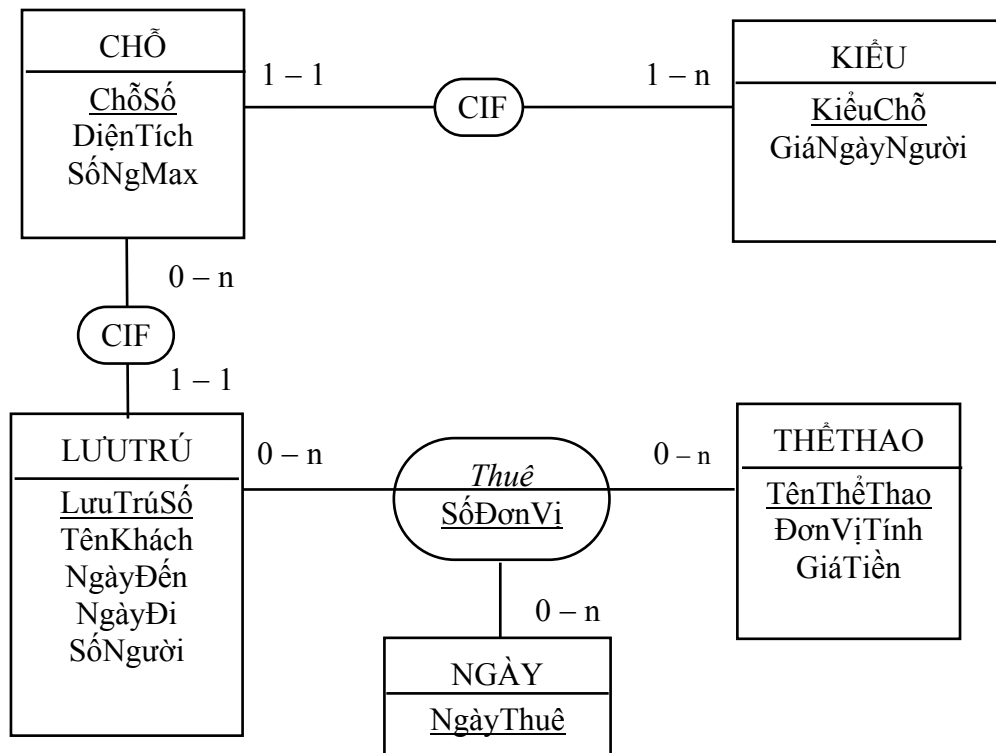 CHỖ
ChỗSố
DiệnTích
SốNgMax
1 – 1
CIF
1 – n
KIỂU
KiểuChỗ
GiáNgàyNgười
0 – n
CIF
1 – 1
LƯUTRÚ
LưuTrúSố
TênKhách
NgàyĐến
NgàyĐi
SốNgười
0 – n
Thuê
SốĐơnVị
0 – n
THỂTHAO
TênThểThao
ĐơnVịTính
GiáTiền
0 – n
NGÀY
NgàyThuê